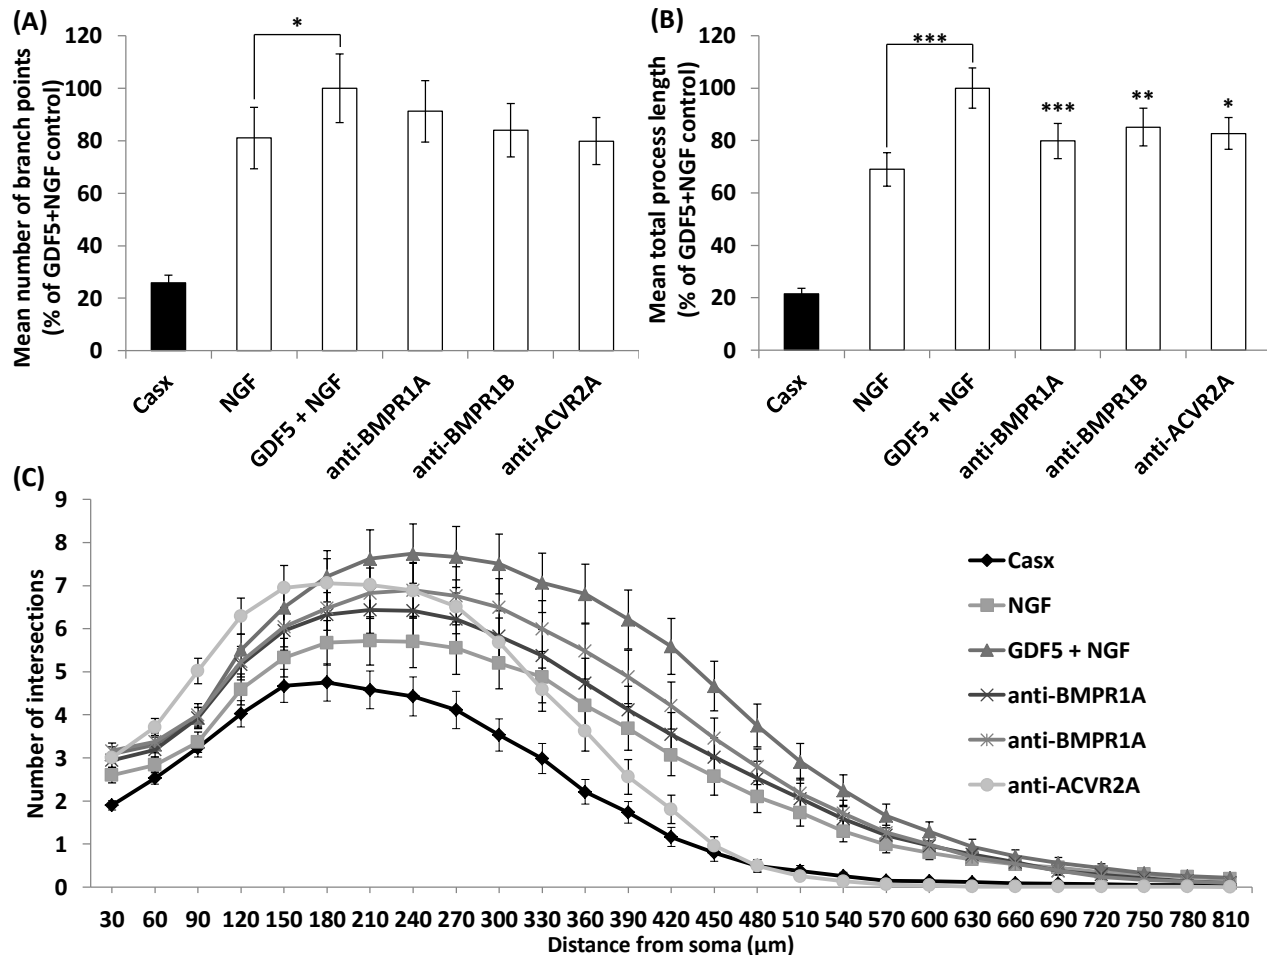 (A)
Mean number of branch points
(% of GDF5+NGF control)
120
100
80
60
40
20
0
*
Casx
NGF
GDF5 + NGF
anti-BMPR1A
anti-BMPR1B
anti-ACVR2A
(B)
Mean total process length
(% of GDF5+NGF control)
120
100
80
60
40
20
0
***
***
**
*
Casx
NGF
GDF5 + NGF
anti-BMPR1A
anti-BMPR1B
anti-ACVR2A
(C)
Number of intersections
9
8
7
6
5
4
3
2
1
0
Casx
NGF
GDF5 + NGF
anti-BMPR1A
anti-BMPR1A
anti-ACVR2A
30 60 90 120 150 180 210 240 270 300 330 360 390 420 450 480 510 540 570 600 630 660 690 720 750 780 810
Distance from soma (μm)